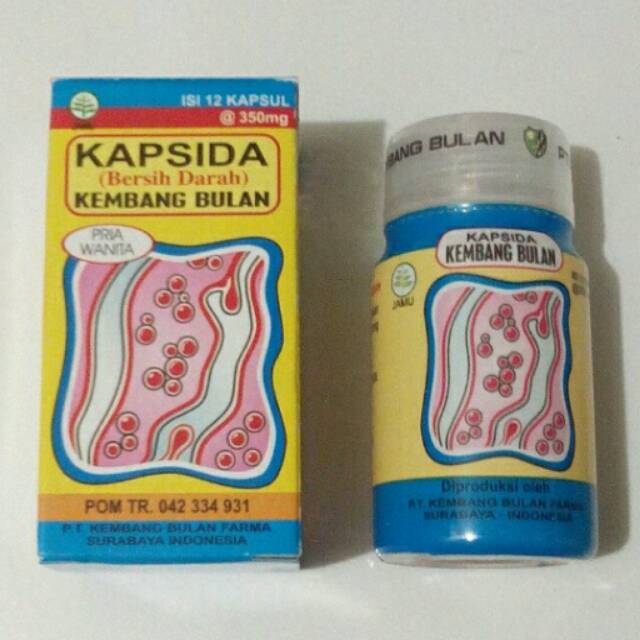 ISI 12 KAPSUL
@ 350mg
KAPSIDA
(Bersih Darah)
KEMBANG BULAN
PRIA
WANITA
POM TR. 042 334 931
P.T. KEMBANG BULAN FARMA
SURABAYA INDONESIA
BANG BULAN
KAPSIDA
KEMBANG BULAN
JAMU
Diproduksi oleh
PT. KEMBANG BULAN FARMA
SURABAYA - INDONESIA